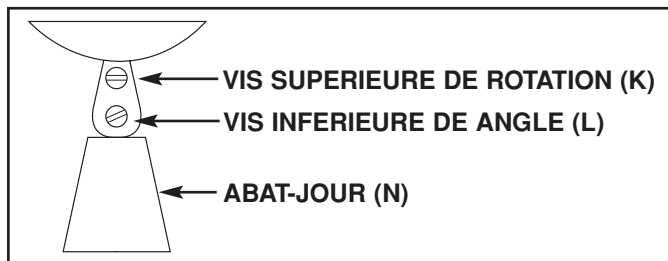 VIS SUPERIEURE DE ROTATION (K)
VIS INFERIEURE DE ANGLE (L)
ABAT-JOUR (N)